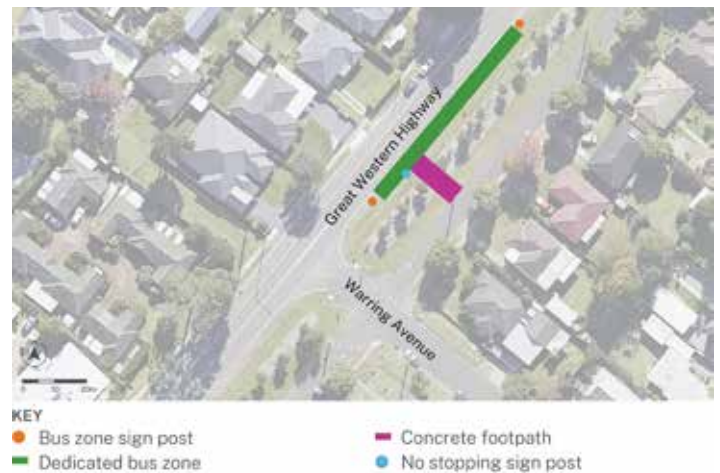 Great Western Highway
Warring Avenue
0
KEY
Bus zone sign post
Dedicated bus zone
Concrete footpath
No stopping sign post